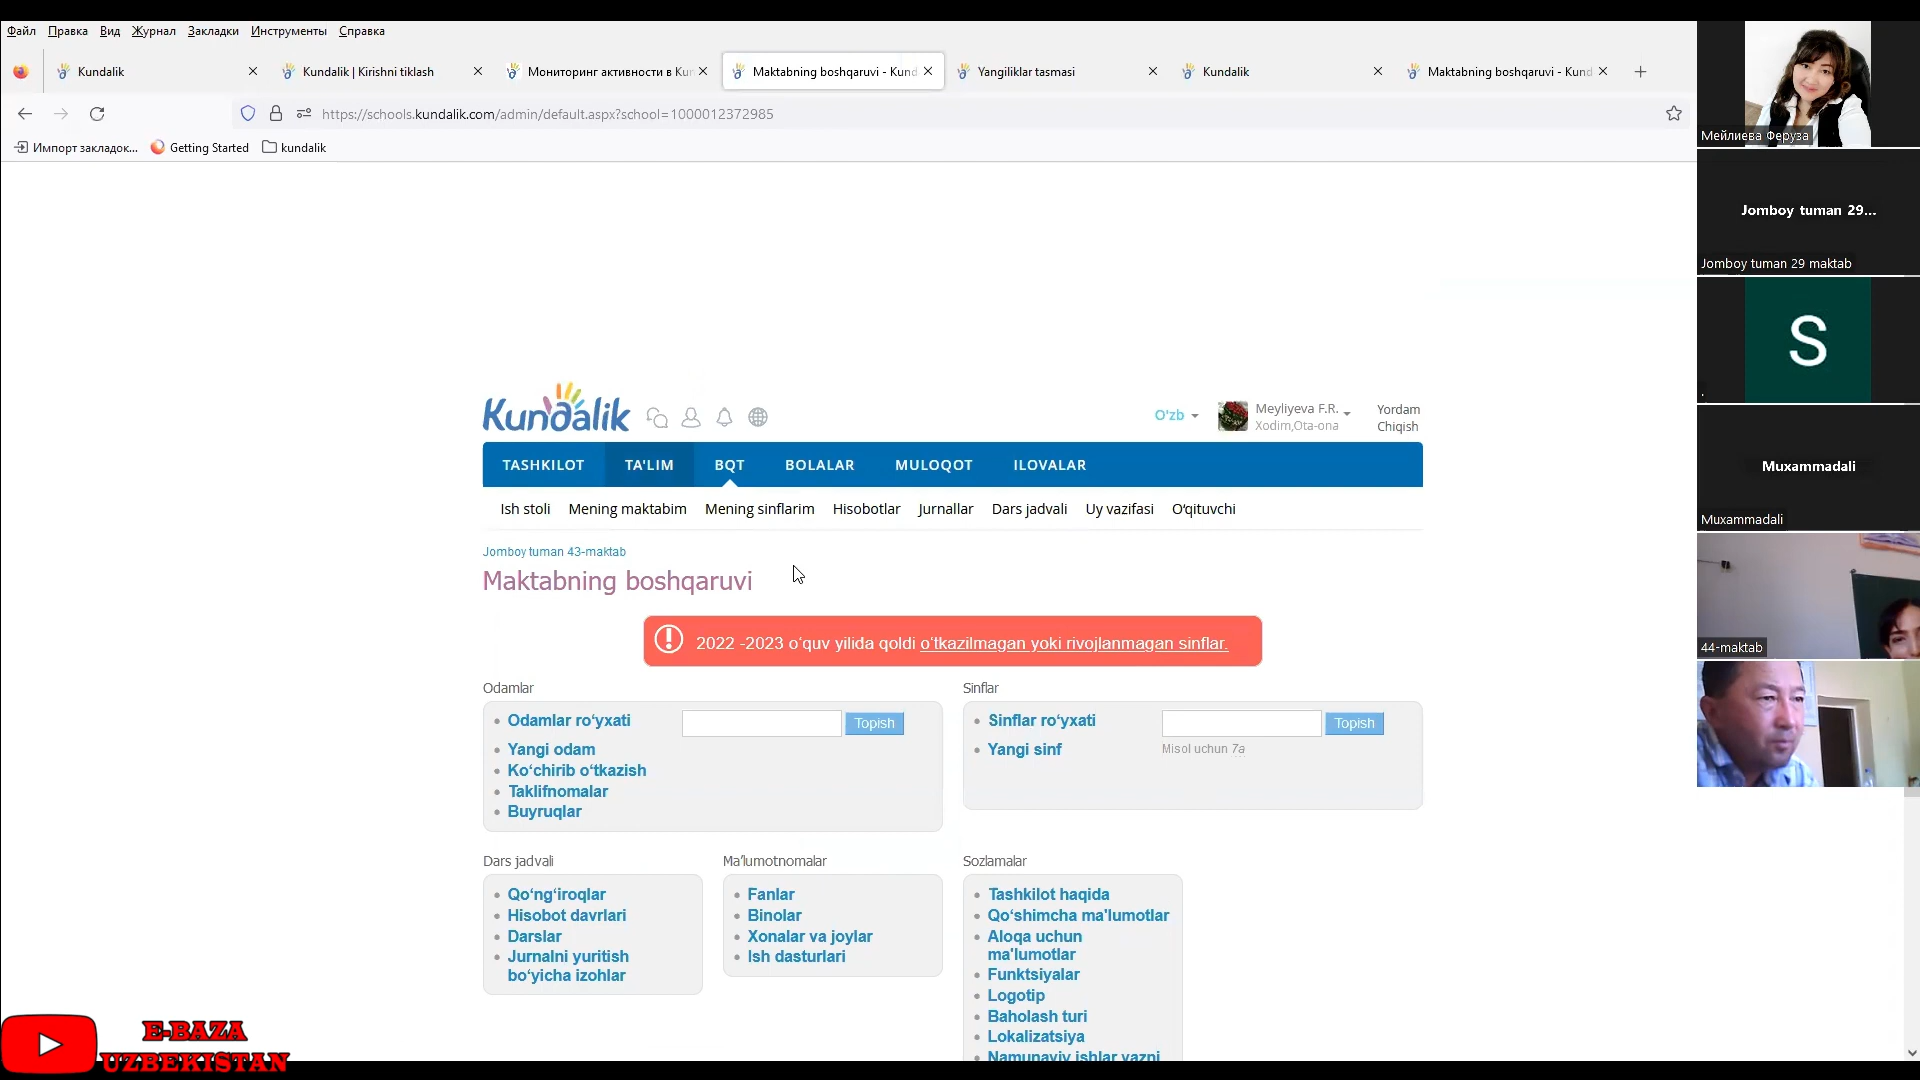 Файл Правка Вид Журнал Закладки Инструменты Справка
Kundalik
Kundalik | Kirishni tiklash
Мониторинг активности в Kun
Maktabning boshqaruvi - Kund
Yangiliklar tasmasi
Kundalik
Maktabning boshqaruvi - Kund
https://schools.kundalik.com/admin/default.aspx?school=1000012372985
Импорт закладок... Getting Started kundalik
Kundalik
O'zb
Meyliyeva F.R.
Xodim,Ota-ona
Yordam
Chiqish
TASHKILOT TA'LIM BQT BOLALAR MULOQOT ILOVALAR
Ish stoli Mening maktabim Mening sinflarim Hisobotlar Jurnallar Dars jadvali Uy vazifasi O'qituvchi
Jomboy tuman 43-maktab
Maktabning boshqaruvi
2022 -2023 o'quv yilida qoldi o'tkazilmagan yoki rivojlanmagan sinflar.
Odamlar
Odamlar ro'yxati
Topish
Yangi odam
Ko'chirib o'tkazish
Taklifnomalar
Buyruqlar
Sinflar
Sinflar ro'yxati
Topish
Yangi sinf
Misol uchun 7a
Dars jadvali
Qo'ng'iroqlar
Hisobot davrlari
Darslar
Jurnalni yuritish
bo'yicha izohlar
Ma'lumotnomalar
Fanlar
Binolar
Xonalar va joylar
Ish dasturlari
Sozlamalar
Tashkilot haqida
Qo'shimcha ma'lumotlar
Aloqa uchun
ma'lumotlar
Funktsiyalar
Logotip
Baholash turi
Lokalizatsiya
Namunaviy ishlar vazni
Мейлиева Феруза
Jomboy tuman 29...
Jomboy tuman 29 maktab
S
.
Muxammadali
Muxammadali
44-maktab
E-BAZA
UZBEKISTAN